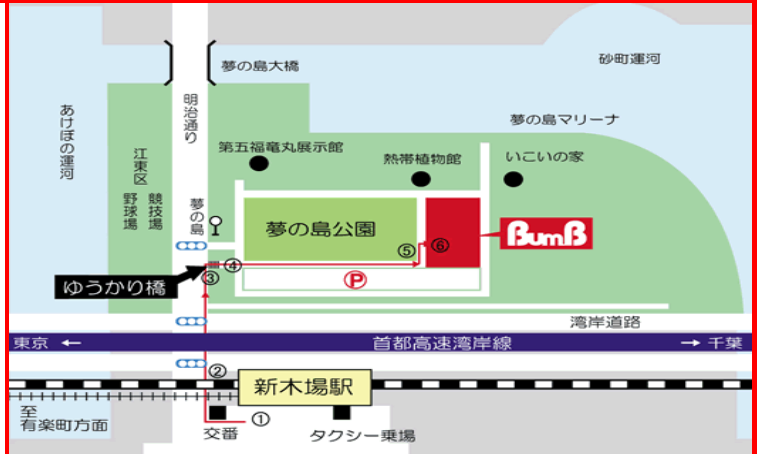 砂町運河
夢の島大橋
明治通り
あけぼの運河
夢の島マリーナ
第五福竜丸展示館
熱帯植物館
いこいの家
江東区
野球場
競技場
夢の島
夢の島公園
BumB
⑤
⑥
④
③
P
ゆうかり橋
湾岸道路
東京 ←
首都高速湾岸線
→ 千葉
②
新木場駅
至
有楽町方面
①
交番
タクシー乗場